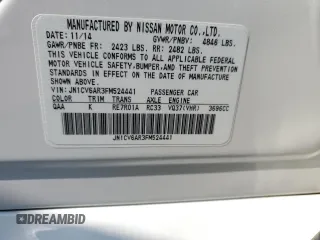 MANUFACTURED BY NISSAN MOTOR CO.,LTD.
DATE: 11/14 GVWR/PNBV: 4846 LBS.
GAWR/PNBE FR: 2423 LBS. RR: 2482 LBS.
THIS VEHICLE CONFORMS TO ALL APPLICABLE
FEDERAL MOTOR VEHICLE
SAFETY,BUMPER,AND THEFT
PREVENTION STANDARDS IN
EFFECT ON THE DATE OF MANUFACTURE
SHOWN ABOVE.
VIN: JN1CV6AR3FM524441 PASSENGER CAR
COLOR TRIM TRANS AXLE ENGINE
QAA K RE7R01A RC33 VQ37(VHR) 3696CC
JN1CV6AR3FM524441
DREAMBID